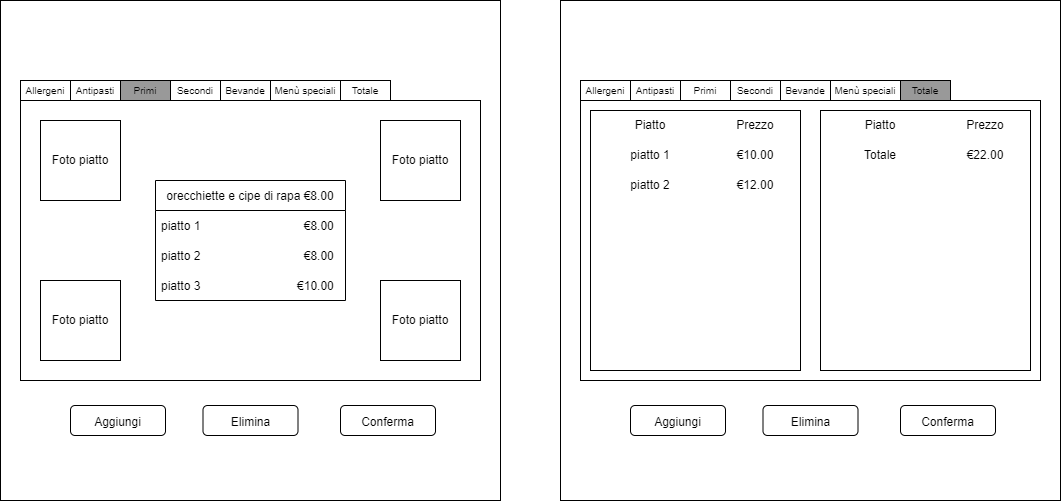 Allergeni Antipasti Primi Secondi Bevande Menù speciali Totale
Foto piatto
Foto piatto
orecchiette e cipe di rapa €8.00
piatto 1 €8.00
piatto 2 €8.00
piatto 3 €10.00
Foto piatto
Foto piatto
Aggiungi Elimina Conferma
Allergeni Antipasti Primi Secondi Bevande Menù speciali Totale
Piatto Prezzo
piatto 1 €10.00
piatto 2 €12.00
Piatto Prezzo
Totale €22.00
Aggiungi Elimina Conferma